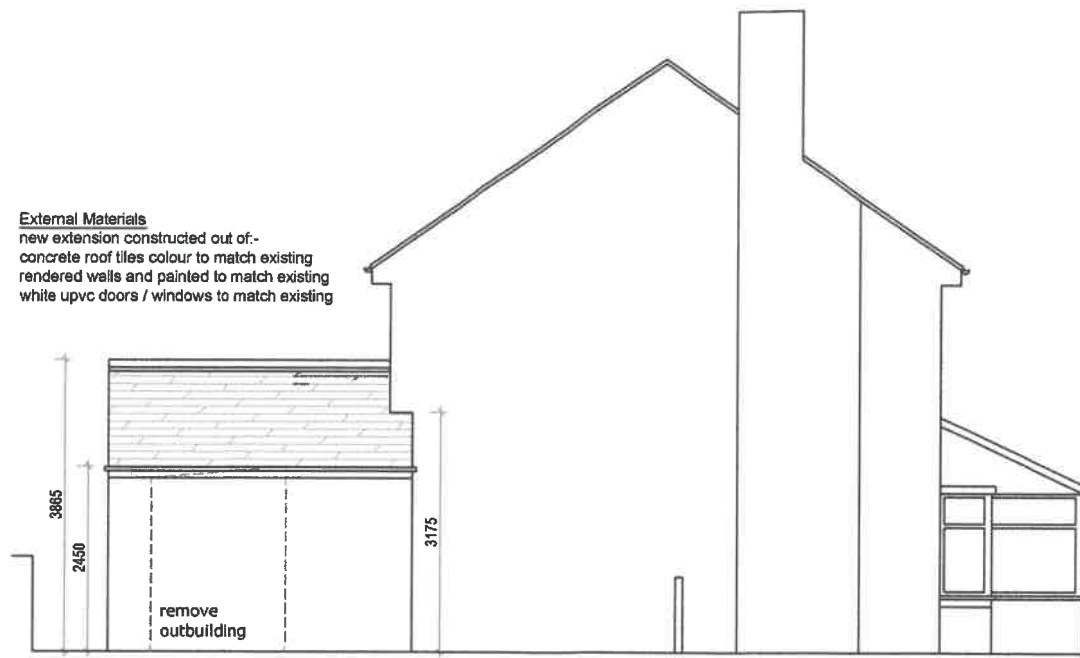 External Materials
new extension constructed out of:-
concrete roof tiles colour to match existing
rendered walls and painted to match existing
white upvc doors / windows to match existing
3865
2450
3175
remove
outbuilding